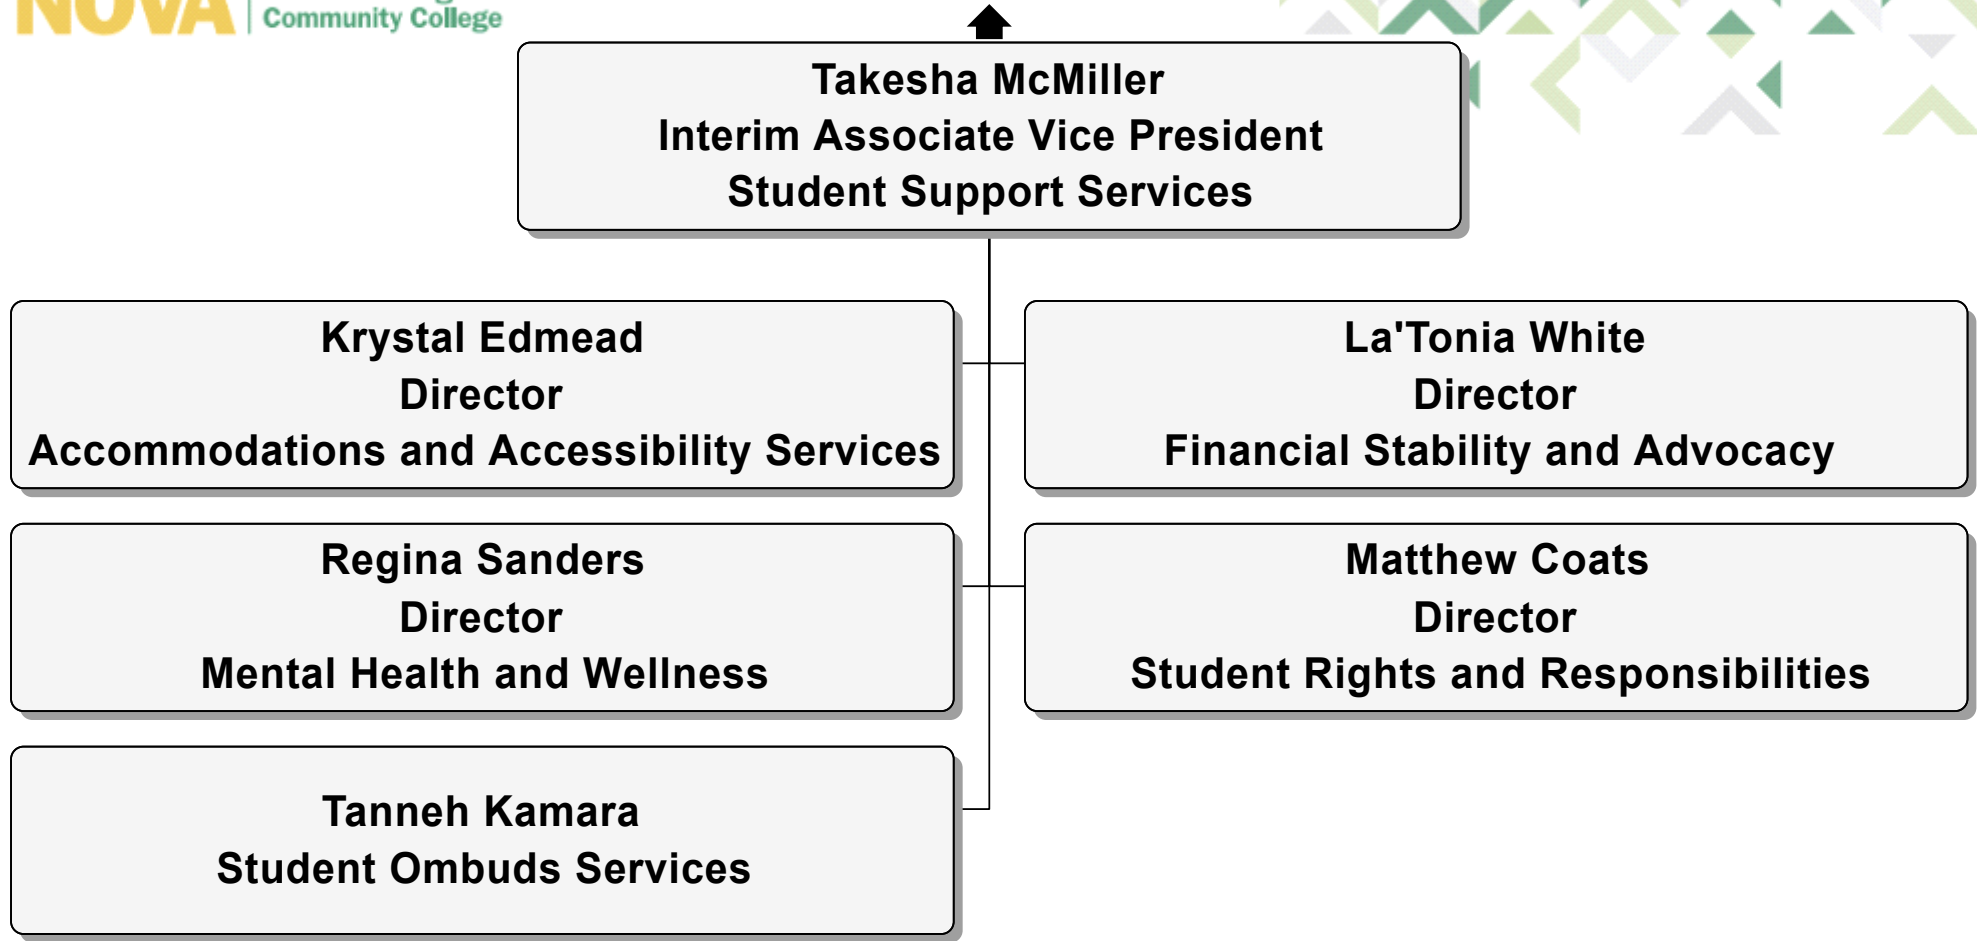 NOVA
Community College
Takesha McMiller
Interim Associate Vice President
Student Support Services
Krystal Edmead
Director
Accommodations and Accessibility Services
La'Tonia White
Director
Financial Stability and Advocacy
Regina Sanders
Director
Mental Health and Wellness
Matthew Coats
Director
Student Rights and Responsibilities
Tanneh Kamara
Student Ombuds Services